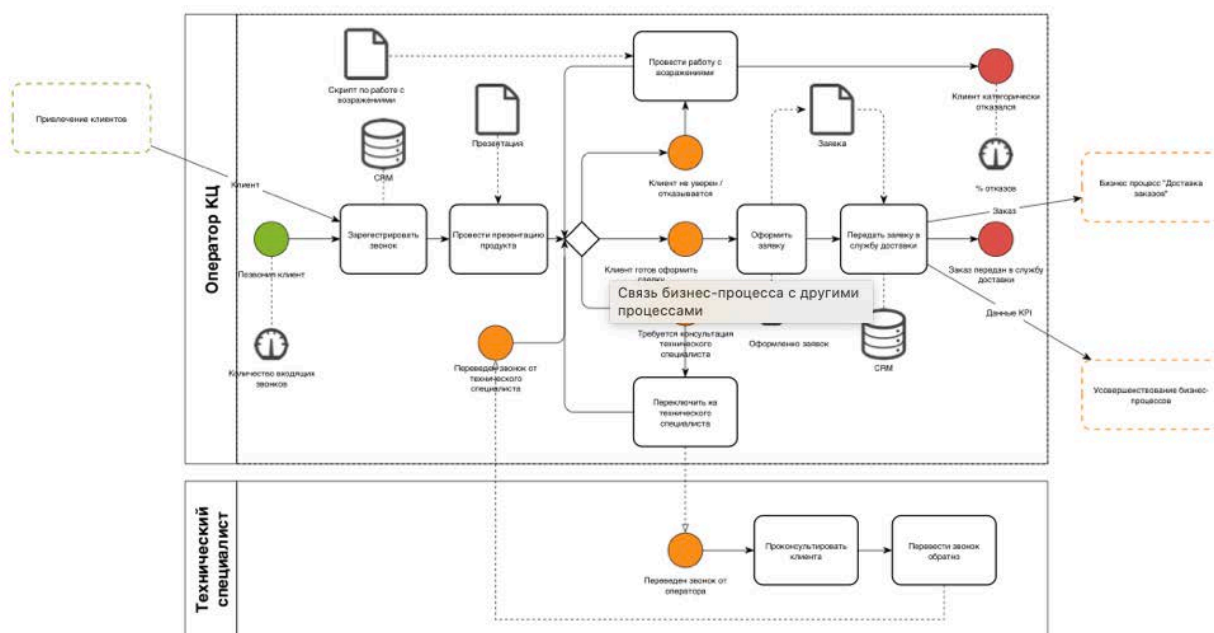 Оператор КЦ
Скрипт по работе с
возражениями
Провести работу с
возражениями
Клиент категорически
отказался
Привлечение клиентов
Презентация
Заявка
CRM
Клиент
Клиент не уверен /
отказывается
% отказов
Бизнес процесс "Доставка
заказов"
Заказ
Зарегестрировать
звонок
Провести презентацию
продукта
Оформить
заявку
Передать заявку в
службу доставки
Позвонил клиент
Клиент готов оформить
Заказ передан в службу
доставки
Связь бизнес-процесса с другими
процессами
Данные KPI
Требуется консультация
технического
специалиста
Оформленно заявок
CRM
Количество входящих
звонков
Переведен звонок от
технического
специалиста
Усовершенствование бизнес-
процессов
Переключить на
технического
специалиста
Технический
специалист
Проконсультировать
клиента
Перевести звонок
обратно
Переведен звонок от
оператора